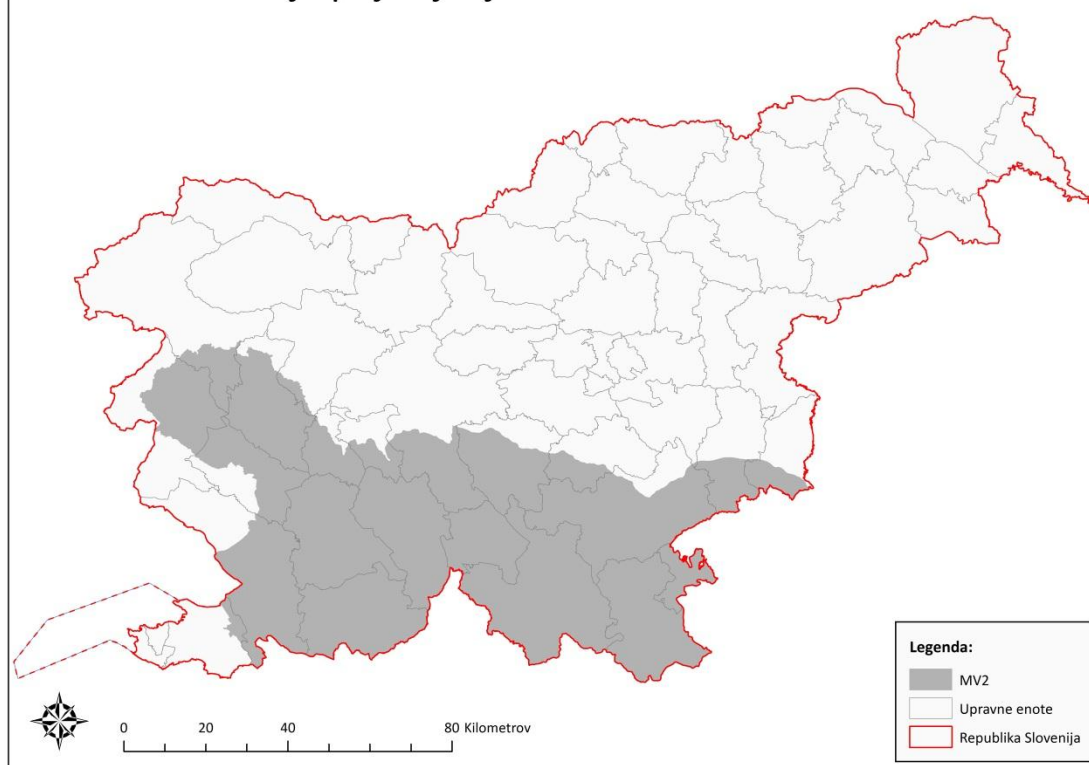 Legenda:
MV2
Upravne enote
Republika Slovenija
0 20 40 80 Kilometrov